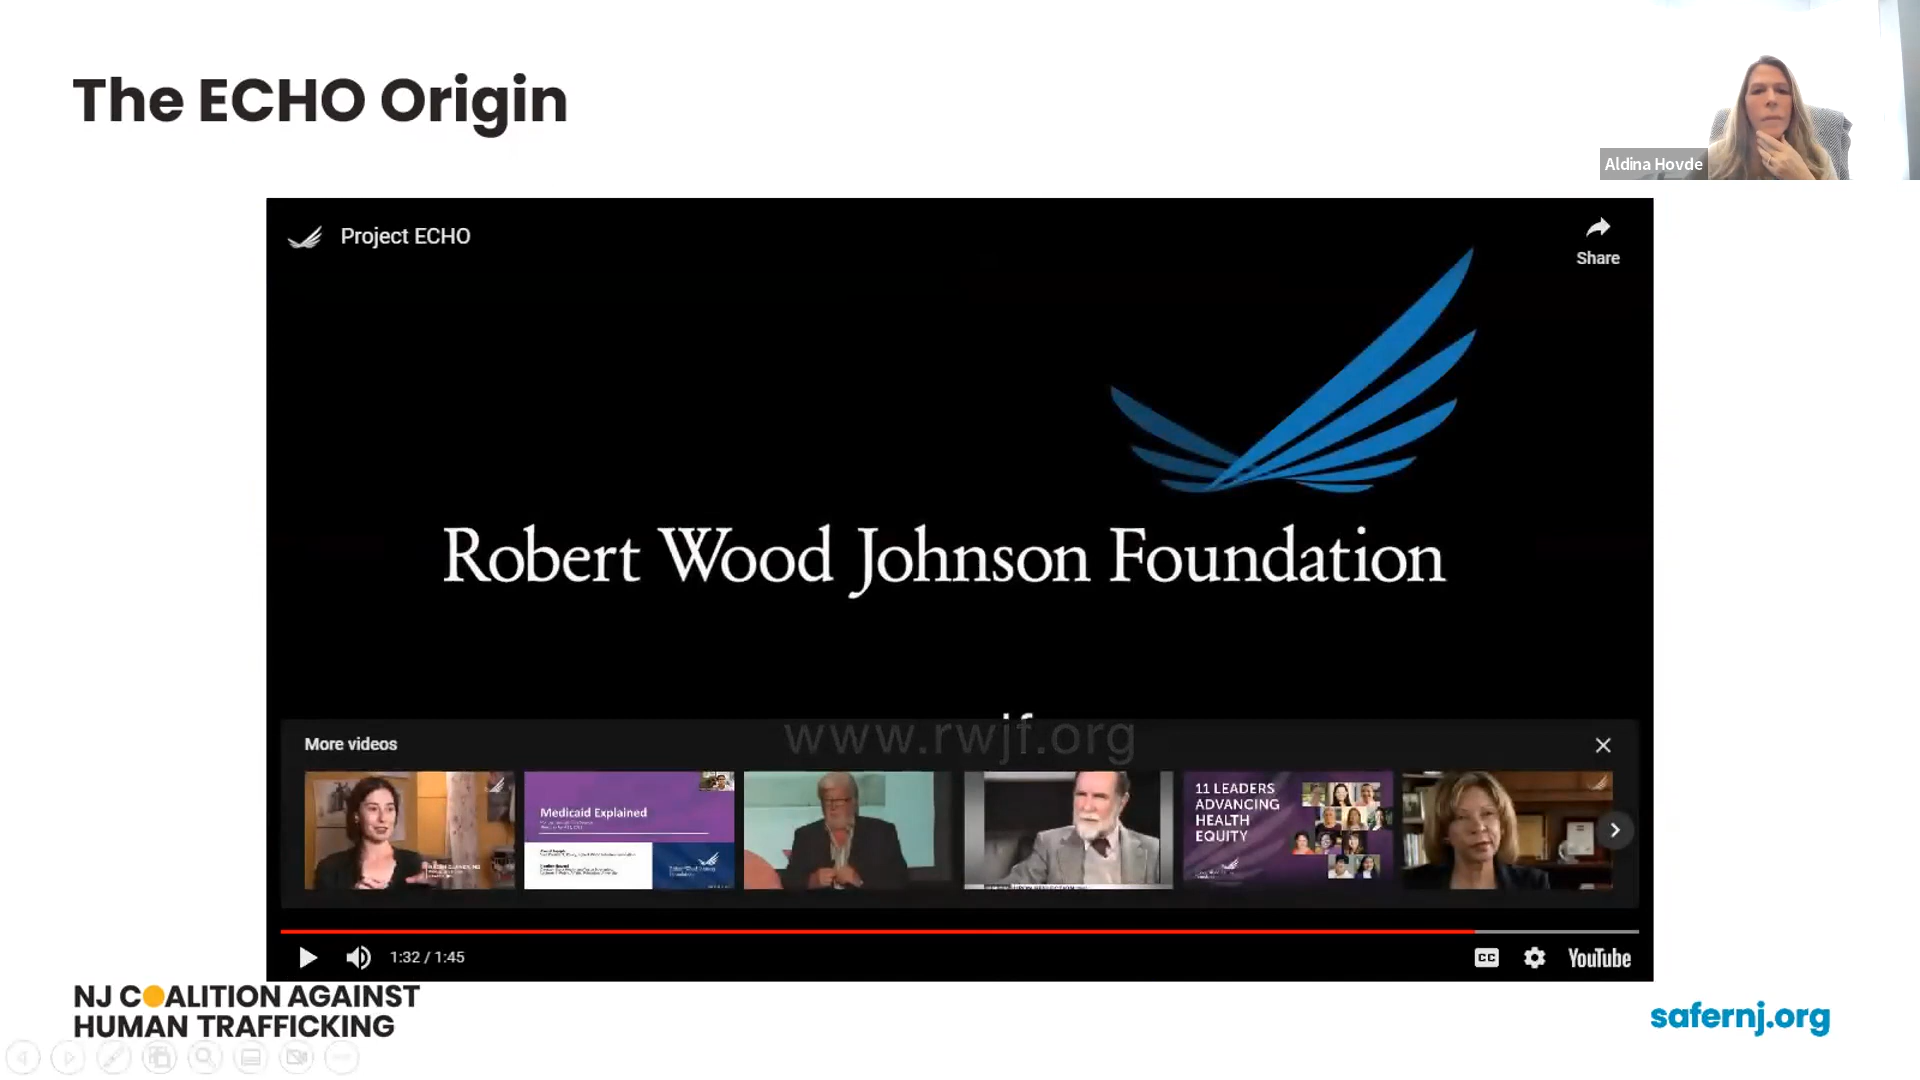 The ECHO Origin
Aldina Hovde
Project ECHO
Share
Robert Wood Johnson Foundation
www.rwjf.org
More videos
Medicaid Explained
11 LEADERS
ADVANCING
HEALTH
EQUITY
1:32 / 1:45
CC
YouTube
NJ COALITION AGAINST
HUMAN TRAFFICKING
safernj.org